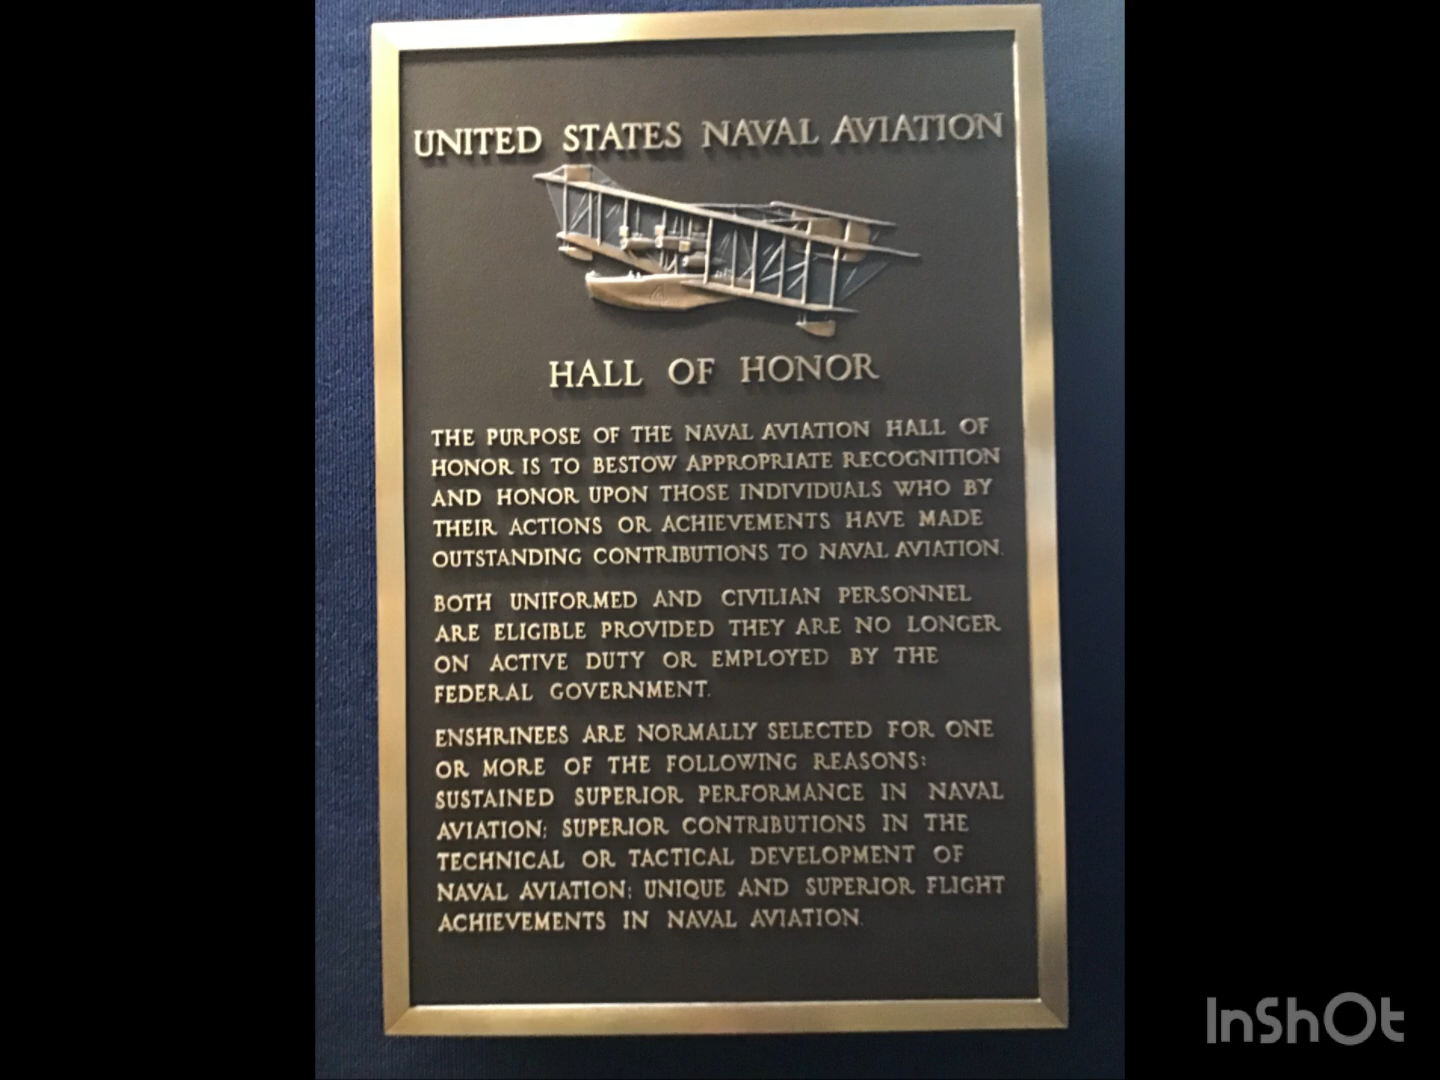 UNITED STATES NAVAL AVIATION
HALL OF HONOR
THE PURPOSE OF THE NAVAL AVIATION HALL OF
HONOR IS TO BESTOW APPROPRIATE RECOGNITION
AND HONOR UPON THOSE INDIVIDUALS WHO BY
THEIR ACTIONS OR ACHIEVEMENTS HAVE MADE
OUTSTANDING CONTRIBUTIONS TO NAVAL AVIATION.
BOTH UNIFORMED AND CIVILIAN PERSONNEL
ARE ELIGIBLE PROVIDED THEY ARE NO LONGER
ON ACTIVE DUTY OR EMPLOYED BY THE
FEDERAL GOVERNMENT.
ENSHRINEES ARE NORMALLY SELECTED FOR ONE
OR MORE OF THE FOLLOWING REASONS:
SUSTAINED SUPERIOR PERFORMANCE IN NAVAL
AVIATION; SUPERIOR CONTRIBUTIONS IN THE
TECHNICAL OR TACTICAL DEVELOPMENT OF
NAVAL AVIATION; UNIQUE AND SUPERIOR FLIGHT
ACHIEVEMENTS IN NAVAL AVIATION.
InShOt